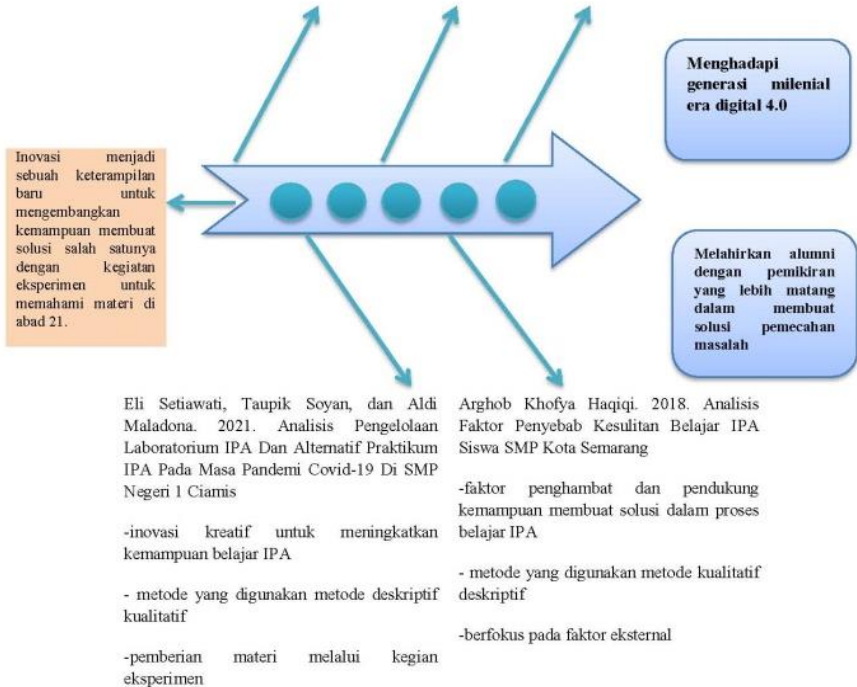 Menghadapi
generasi milenial
era digital 4.0
Inovasi menjadi
sebuah keterampilan
baru untuk
mengembangkan
kemampuan membuat
solusi salah satunya
dengan kegiatan
eksperimen untuk
memahami materi di
abad 21.
Melahirkan alumni
dengan pemikiran
yang lebih matang
dalam membuat
solusi pemecahan
masalah
Eli Setiawati, Taupik Soyan, dan Aldi
Maladona. 2021. Analisis Pengelolaan
Laboratorium IPA Dan Alternatif Praktikum
IPA Pada Masa Pandemi Covid-19 Di SMP
Negeri 1 Ciamis
-inovasi kreatif untuk meningkatkan
kemampuan belajar IPA
- metode yang digunakan metode deskriptif
kualitatif
-pemberian materi melalui kegian
eksperimen
Arghob Khofya Haqiqi. 2018. Analisis
Faktor Penyebab Kesulitan Belajar IPA
Siswa SMP Kota Semarang
-faktor penghambat dan pendukung
kemampuan membuat solusi dalam proses
belajar IPA
- metode yang digunakan metode kualitatif
deskriptif
-berfokus pada faktor eksternal